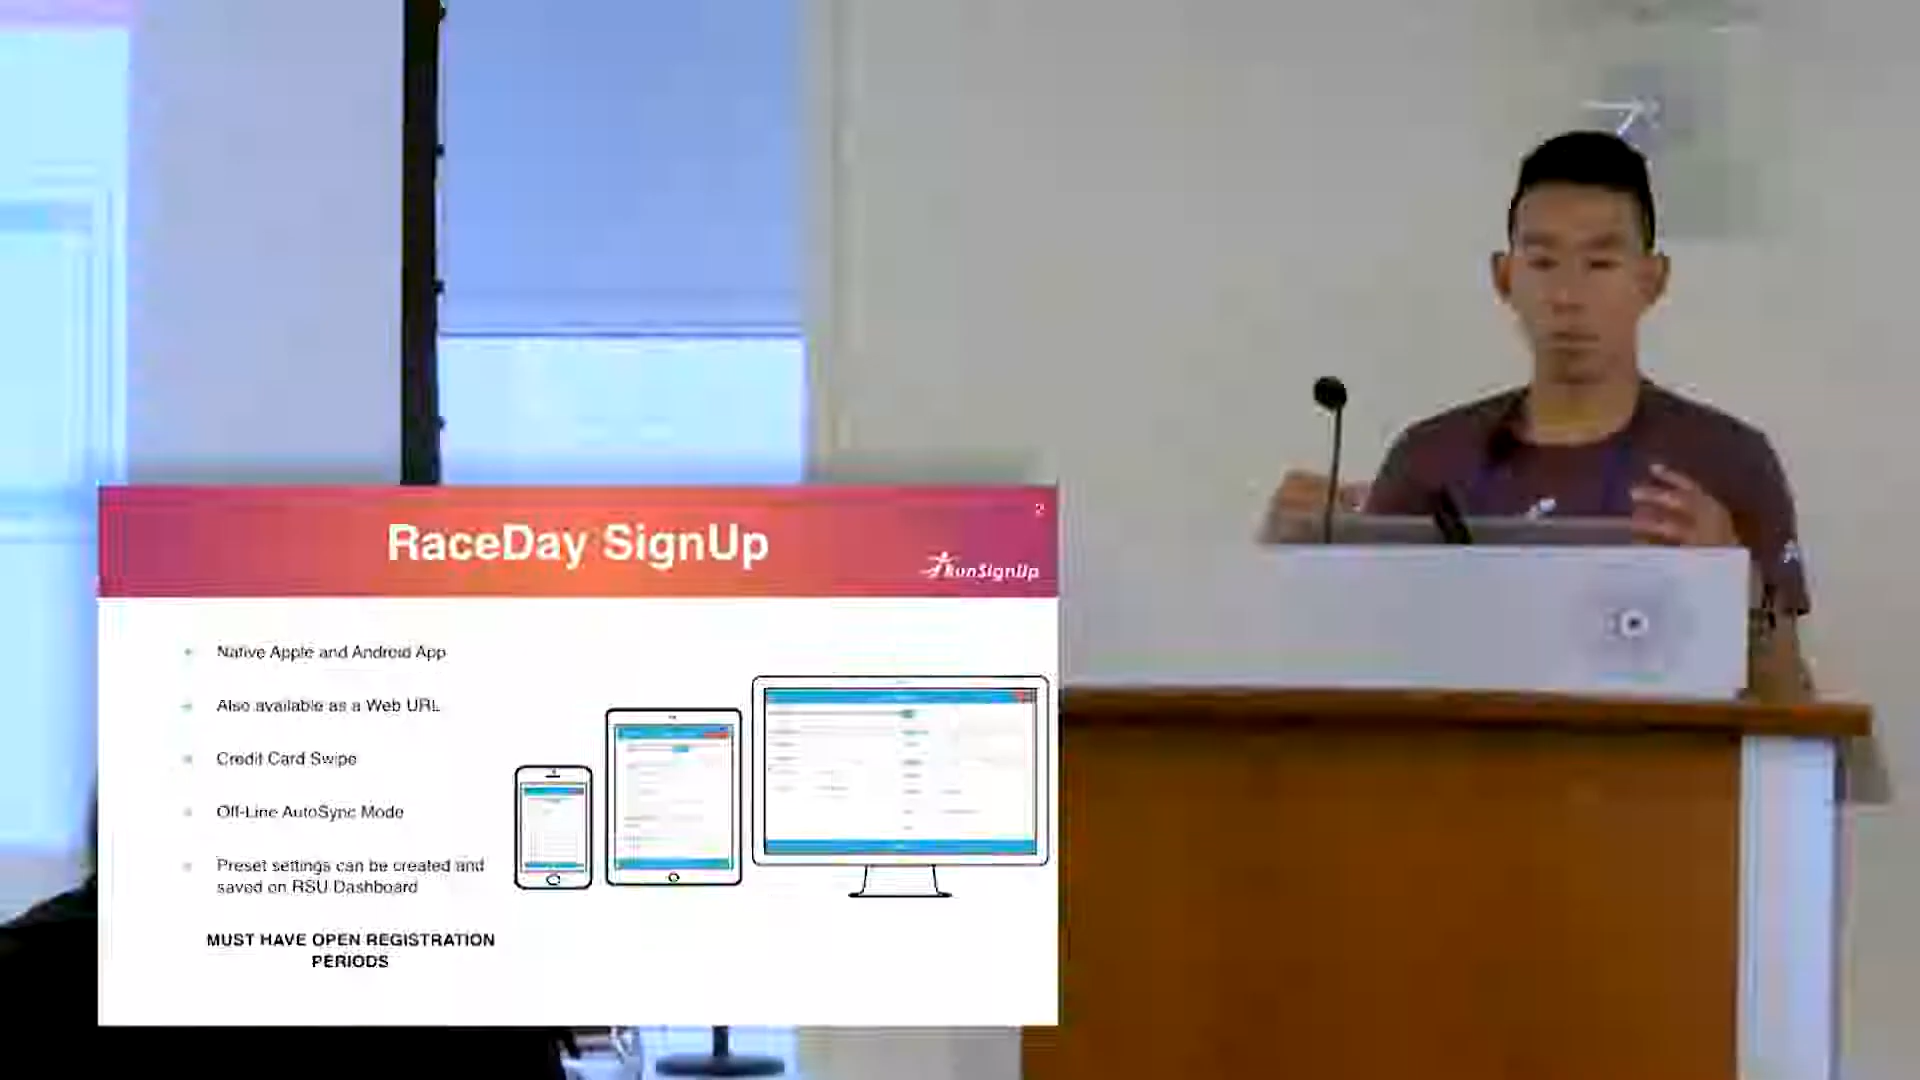 2
RaceDay SignUp
RunSignUp
Native Apple and Android App
Also available as a Web URL
Credit Card Swipe
Off-Line AutoSync Mode
Preset settings can be created and
saved on RSU Dashboard
MUST HAVE OPEN REGISTRATION
PERIODS